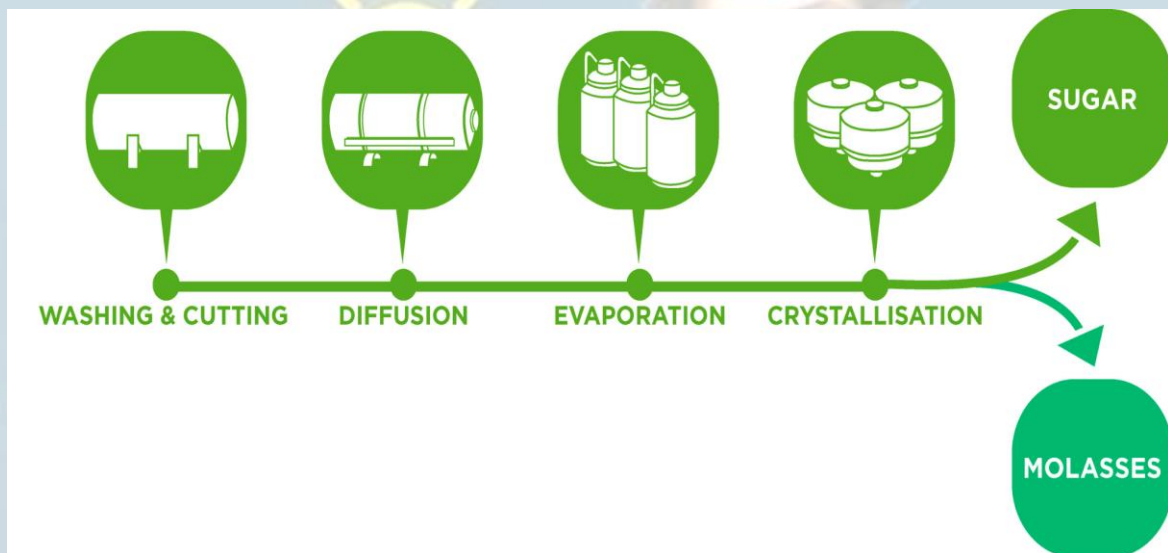 SUGAR
WASHING & CUTTING
DIFFUSION
EVAPORATION
CRYSTALLISATION
MOLASSES